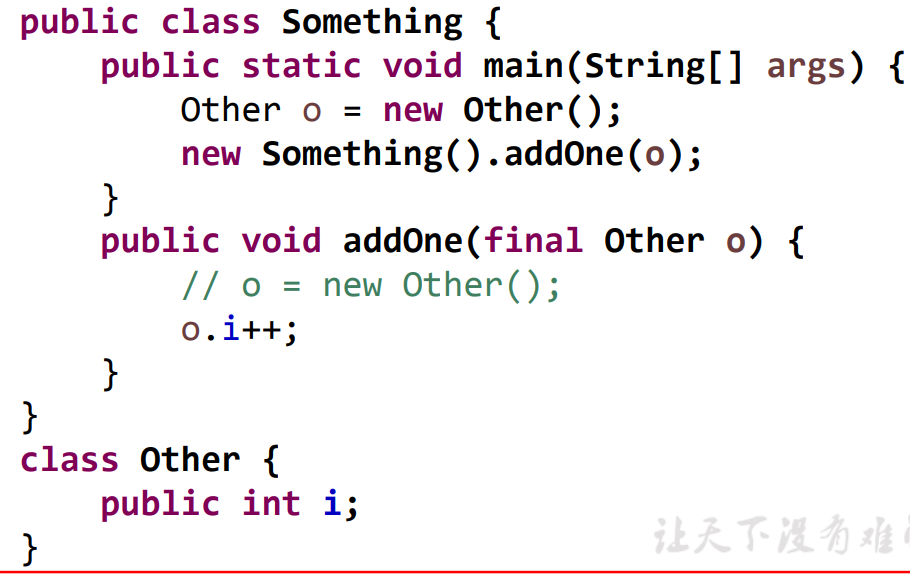 public class Something {
    public static void main(String[] args) {
        Other o = new Other();
        new Something().addOne(o);
    }
    public void addOne(final Other o) {
        // o = new Other();
        o.i++;
    }
}
class Other {
    public int i;
}
让天下没有难